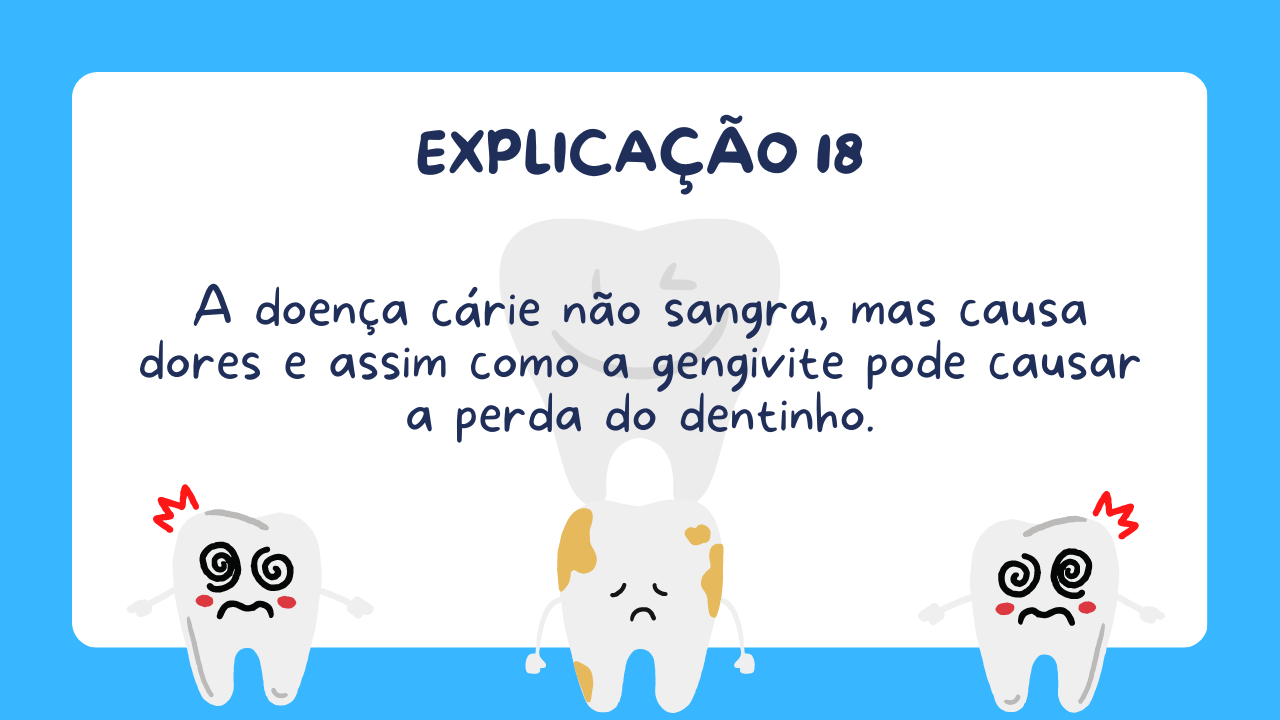 EXPLICAÇÃO 18
A doença cárie não sangra, mas causa
dores e assim como a gengivite pode causar
a perda do dentinho.